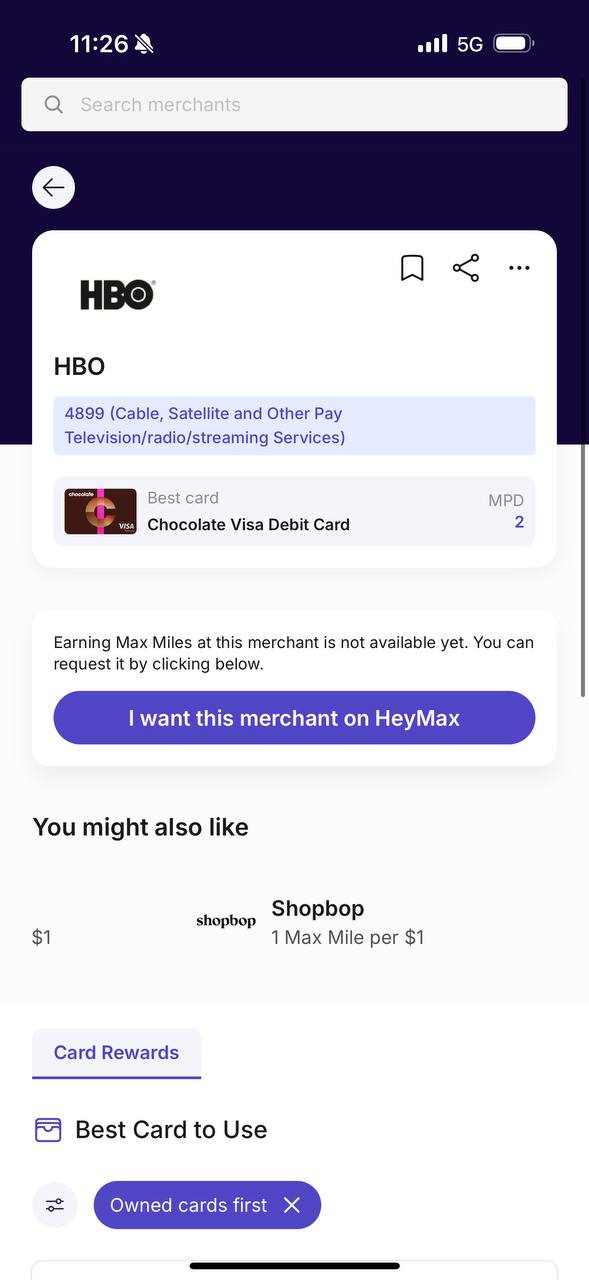 11:26
5G
Search merchants
HBO
HBO
4899 (Cable, Satellite and Other Pay
Television/radio/streaming Services)
chocolate
VISA
Best card
Chocolate Visa Debit Card
MPD
2
Earning Max Miles at this merchant is not available yet. You can
request it by clicking below.
I want this merchant on HeyMax
You might also like
$1
shopbop
Shopbop
1 Max Mile per $1
Card Rewards
Best Card to Use
Owned cards first